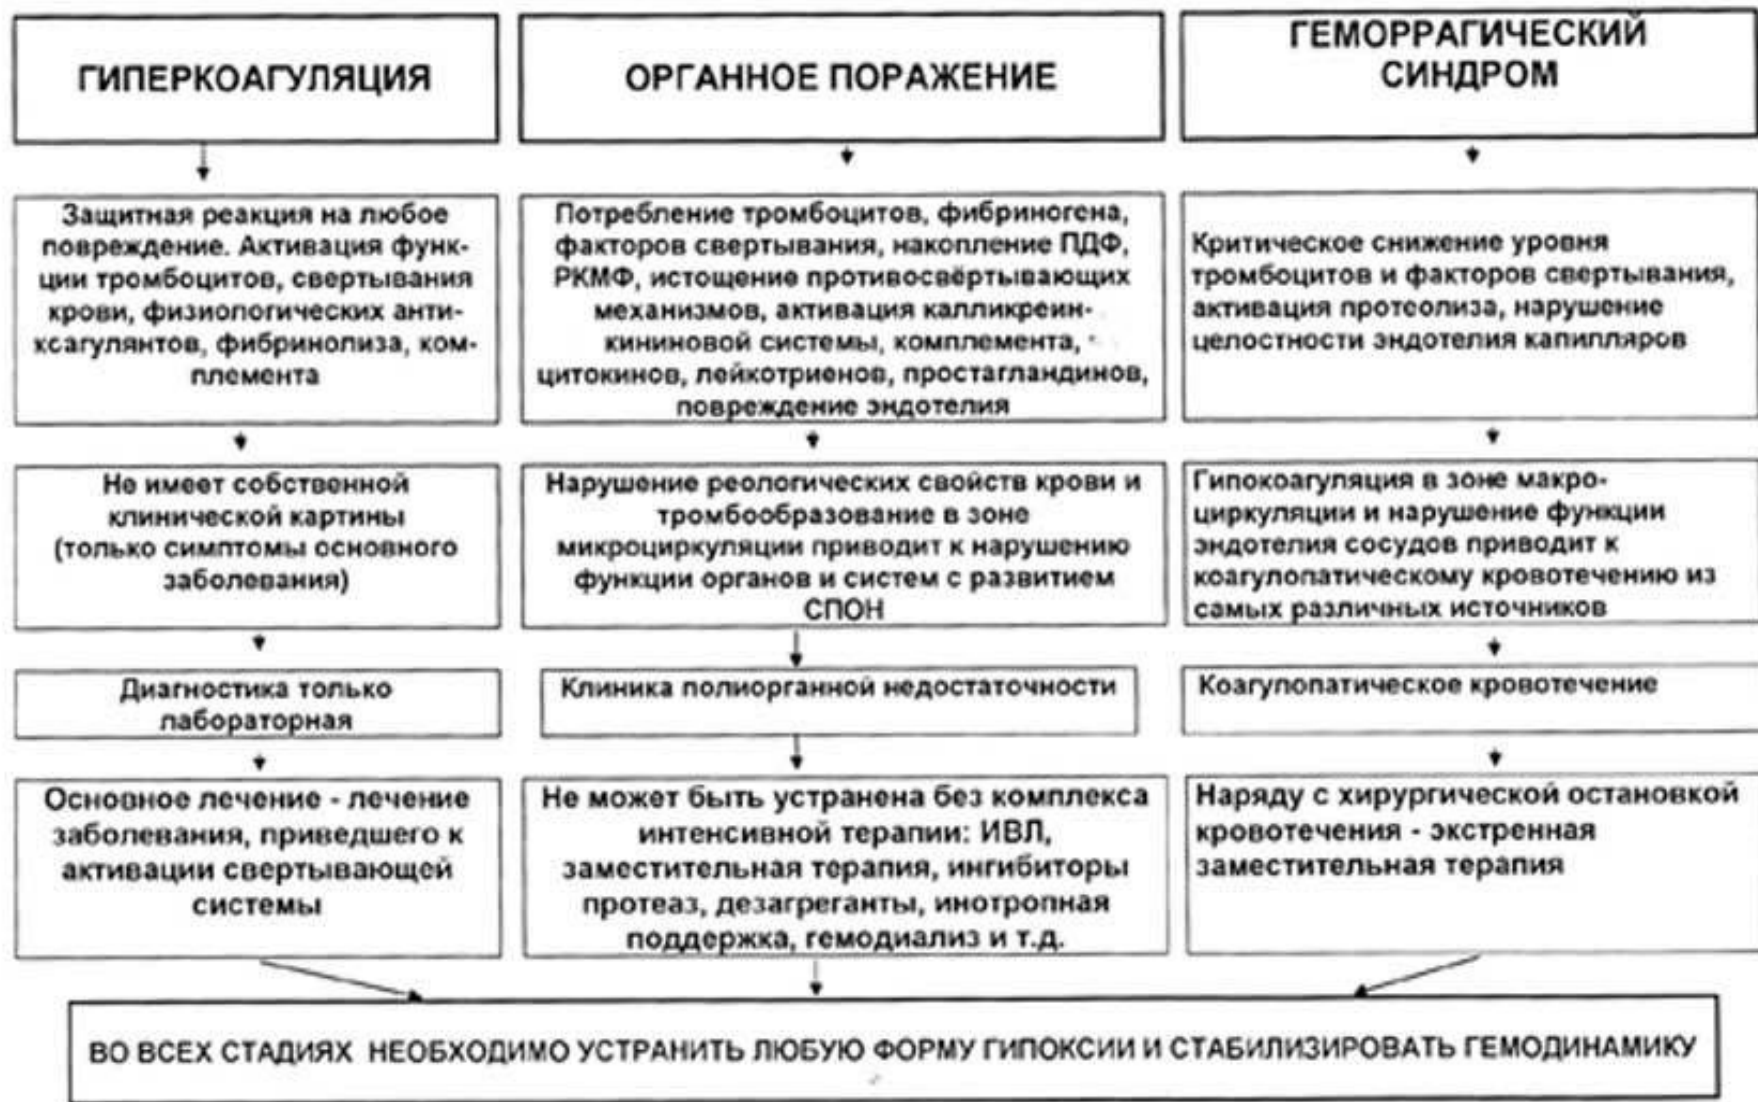 ГИПЕРКОАГУЛЯЦИЯ
Защитная реакция на любое
повреждение. Активация функ-
ции тромбоцитов, свертывания
крови, физиологических анти-
коагулянтов, фибринолиза, ком-
племента
Не имеет собственной
клинической картины
(только симптомы основного
заболевания)
Диагностика только
лабораторная
Основное лечение - лечение
заболевания, приведшего к
активации свертывающей
системы
ОРГАННОЕ ПОРАЖЕНИЕ
Потребление тромбоцитов, фибриногена,
факторов свертывания, накопление ПДФ,
РКМФ, истощение противосвёртывающих
механизмов, активация калликреин-
кининовой системы, комплемента,
цитокинов, лейкотриенов, простагландинов,
повреждение эндотелия
Нарушение реологических свойств крови и
тромбообразование в зоне
микроциркуляции приводит к нарушению
функции органов и систем с развитием
СПОН
Клиника полиорганной недостаточности
Не может быть устранена без комплекса
интенсивной терапии: ИВЛ,
заместительная терапия, ингибиторы
протеаз, дезагреганты, инотропная
поддержка, гемодиализ и т.д.
ГЕМОРРАГИЧЕСКИЙ
СИНДРОМ
Критическое снижение уровня
тромбоцитов и факторов свертывания,
активация протеолиза, нарушение
целостности эндотелия капилляров
Гипокоагуляция в зоне макро-
циркуляции и нарушение функции
эндотелия сосудов приводит к
коагулопатическому кровотечению из
самых различных источников
Коагулопатическое кровотечение
Наряду с хирургической остановкой
кровотечения - экстренная
заместительная терапия
ВО ВСЕХ СТАДИЯХ НЕОБХОДИМО УСТРАНИТЬ ЛЮБУЮ ФОРМУ ГИПОКСИИ И СТАБИЛИЗИРОВАТЬ ГЕМОДИНАМИКУ